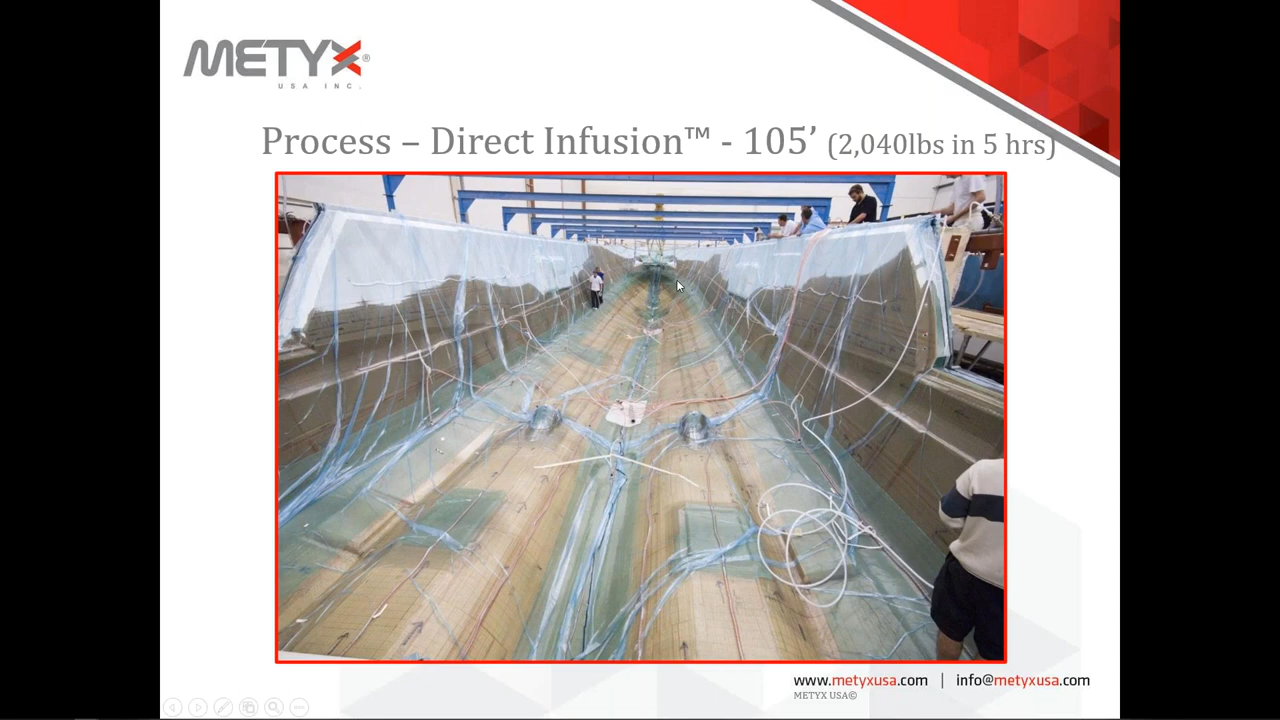 METYX®
USA INC.
Process – Direct Infusion™ - 105’ (2,040lbs in 5 hrs)
www.metyxusa.com | info@metyxusa.com
METYX USA©